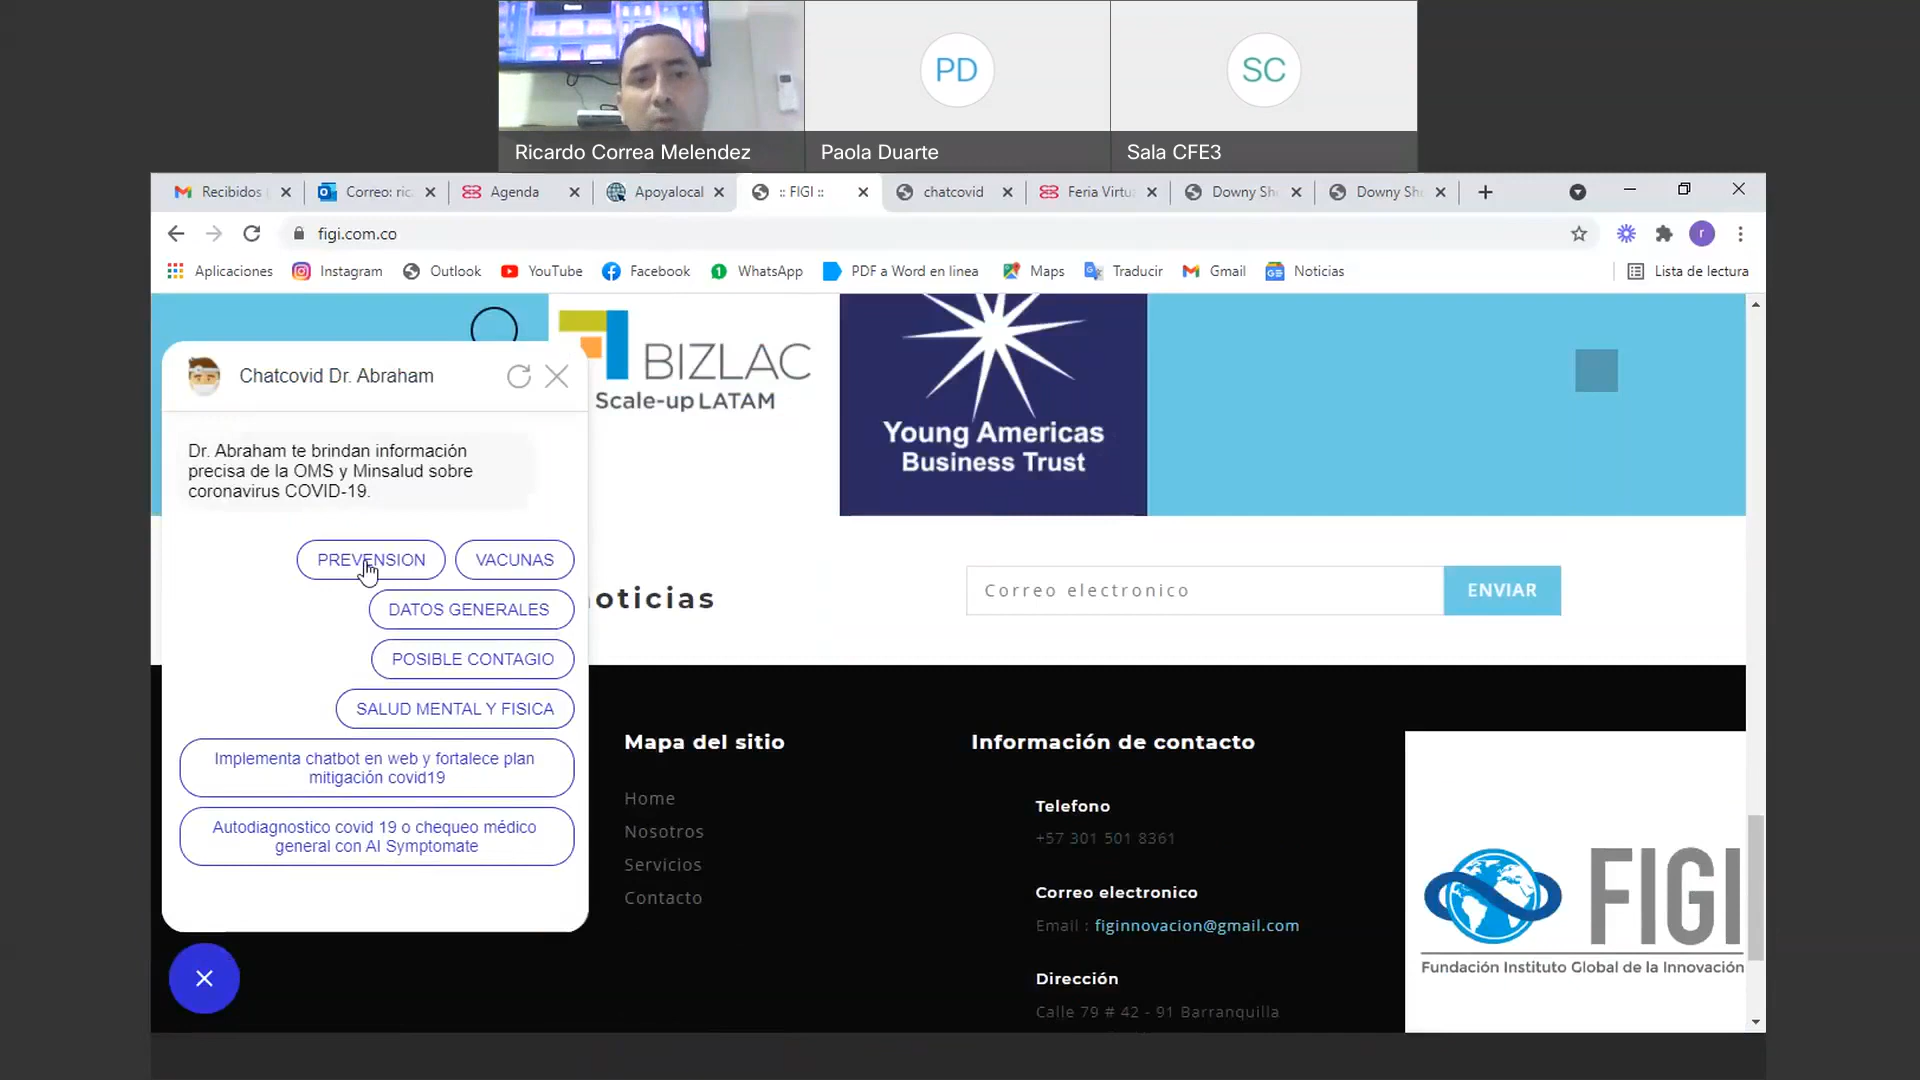 PD
SC
Ricardo Correa Melendez
Paola Duarte
Sala CFE3
Recibidos
Correo: ric
Agenda
Apoyalocal
:: FIGI ::
chatcovid
Feria Virtu
Downy Sh
Downy Sh
figi.com.co
r
Aplicaciones
Instagram
Outlook
YouTube
Facebook
1
WhatsApp
PDF a Word en linea
Maps
Traducir
Gmail
Noticias
Lista de lectura
BIZLAC
Scale-up LATAM
Young Americas
Business Trust
Chatcovid Dr. Abraham
Dr. Abraham te brindan información
precisa de la OMS y Minsalud sobre
coronavirus COVID-19.
PREVENSION
VACUNAS
DATOS GENERALES
POSIBLE CONTAGIO
SALUD MENTAL Y FISICA
Implementa chatbot en web y fortalece plan
mitigación covid19
Autodiagnostico covid 19 o chequeo médico
general con AI Symptomate
oticias
Correo electronico
ENVIAR
Mapa del sitio
Home
Nosotros
Servicios
Contacto
Información de contacto
Telefono
+57 301 501 8361
Correo electronico
Email : figinnovacion@gmail.com
Dirección
Calle 79 # 42 - 91 Barranquilla
FIGI
Fundación Instituto Global de la Innovación